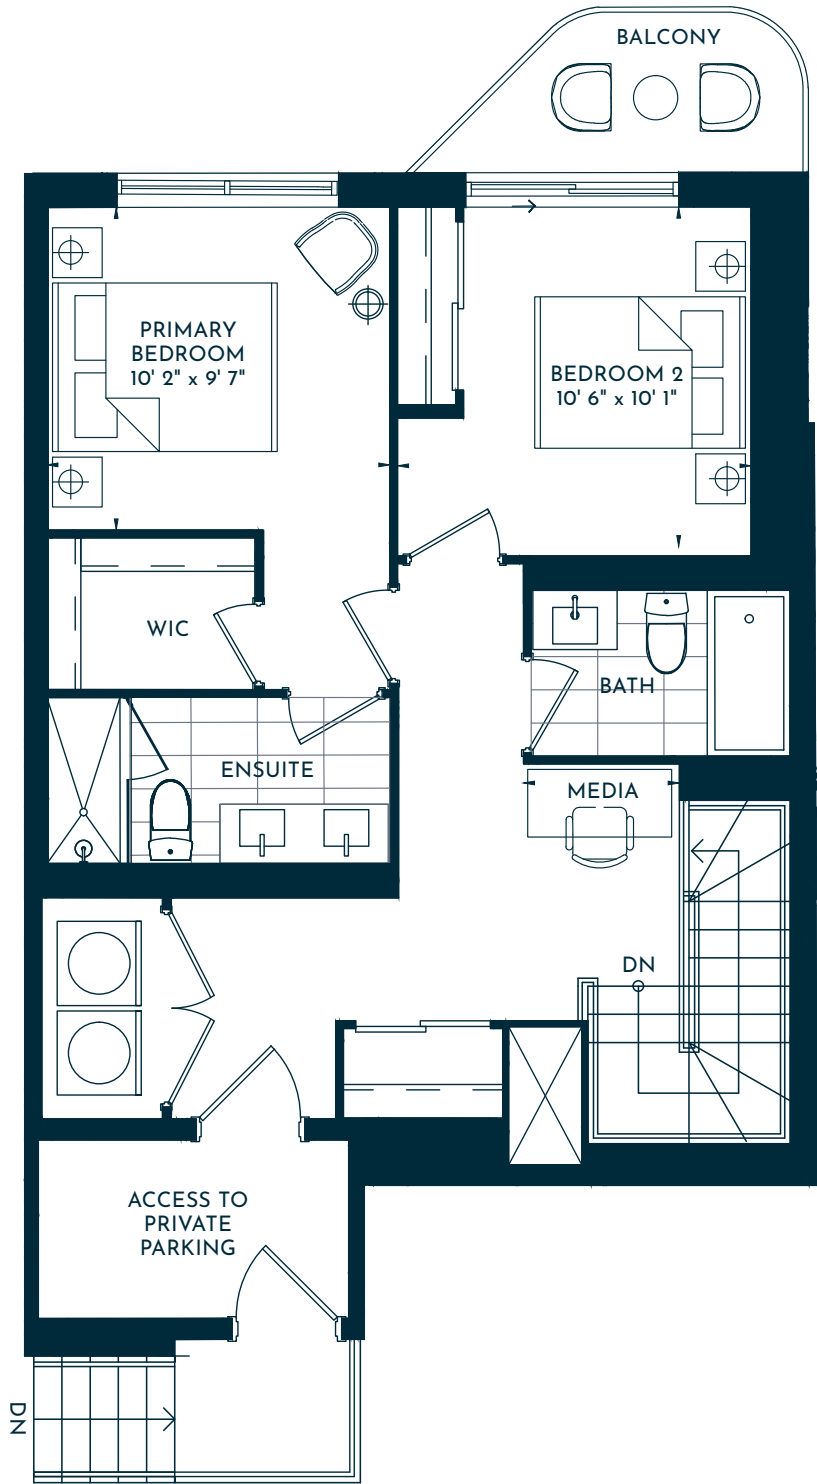 BALCONY
PRIMARY
BEDROOM
10' 2" x 9' 7"
BEDROOM 2
10' 6" x 10' 1"
WIC
BATH
ENSUITE
MEDIA
DN
ACCESS TO
PRIVATE
PARKING
DN